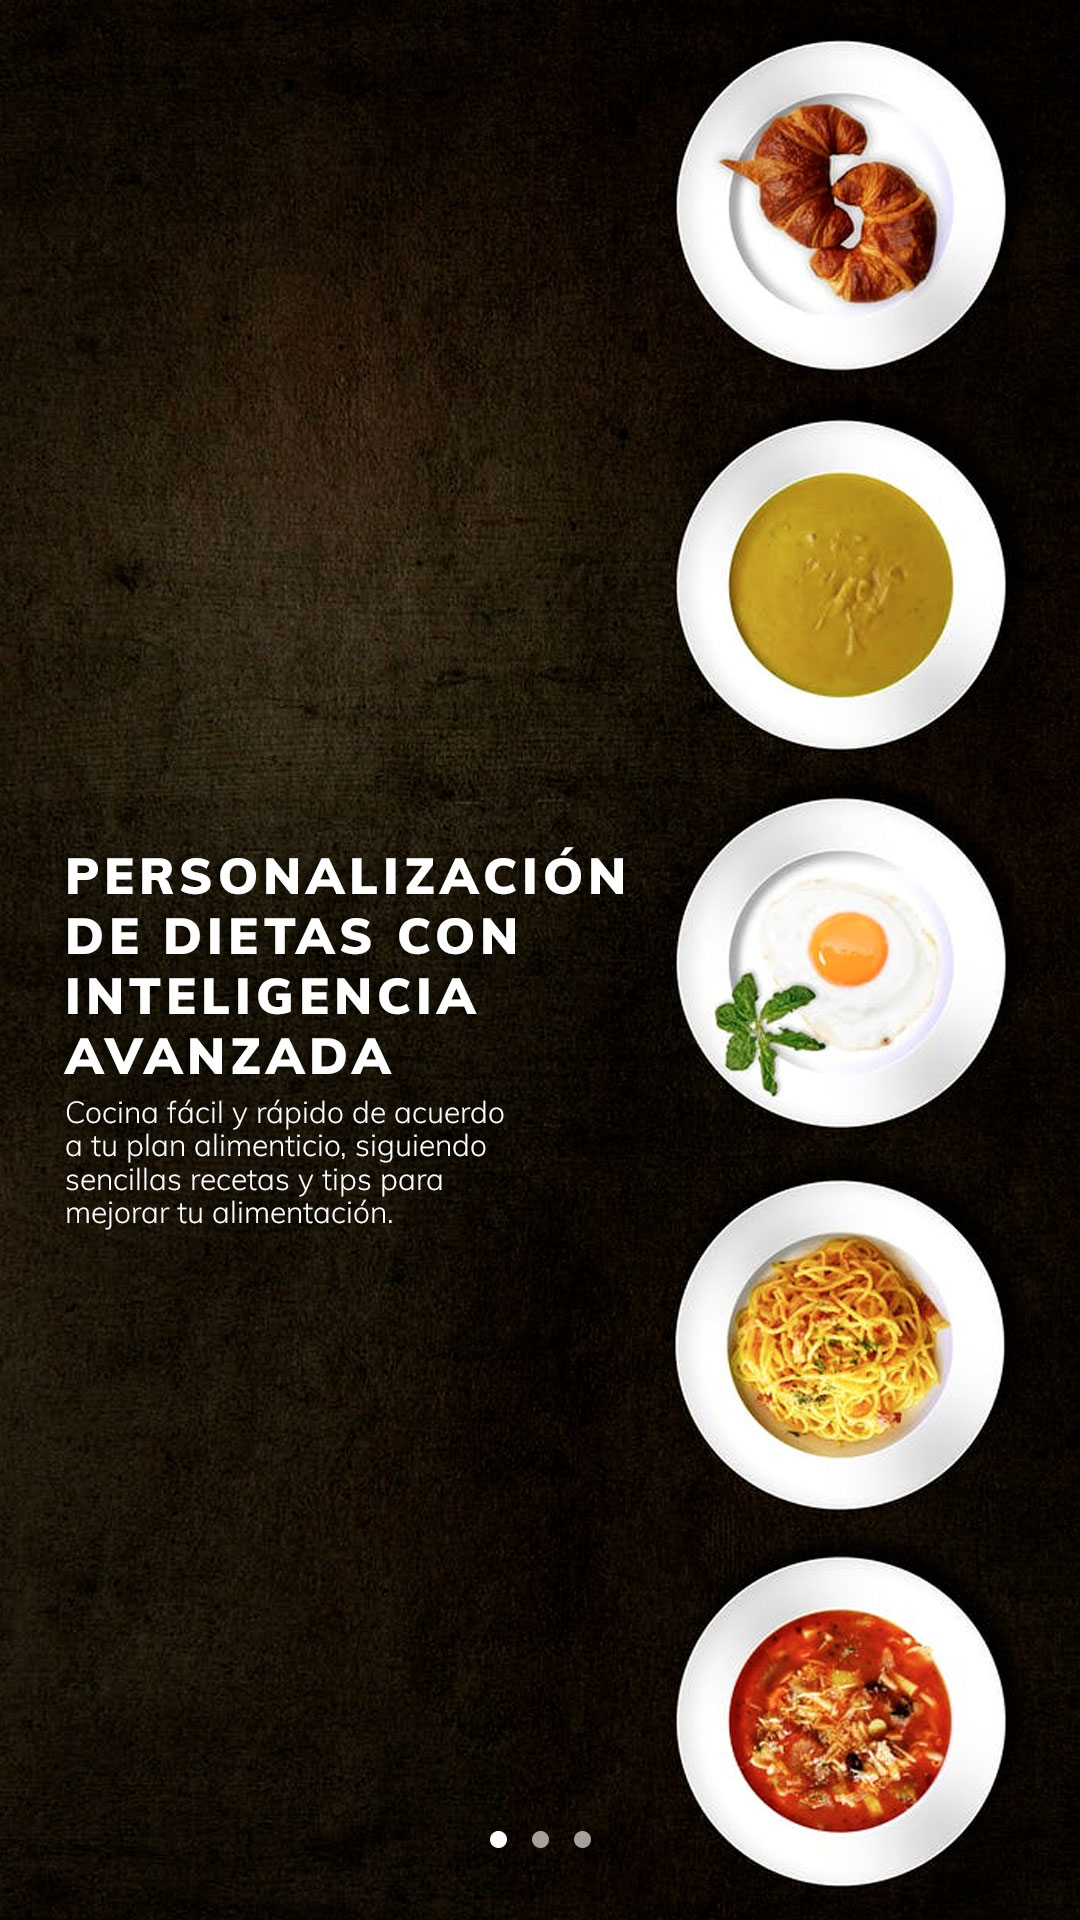 PERSONALIZACIÓN
DE DIETAS CON
INTELIGENCIA
AVANZADA
Cocina fácil y rápido de acuerdo
a tu plan alimenticio, siguiendo
sencillas recetas y tips para
mejorar tu alimentación.